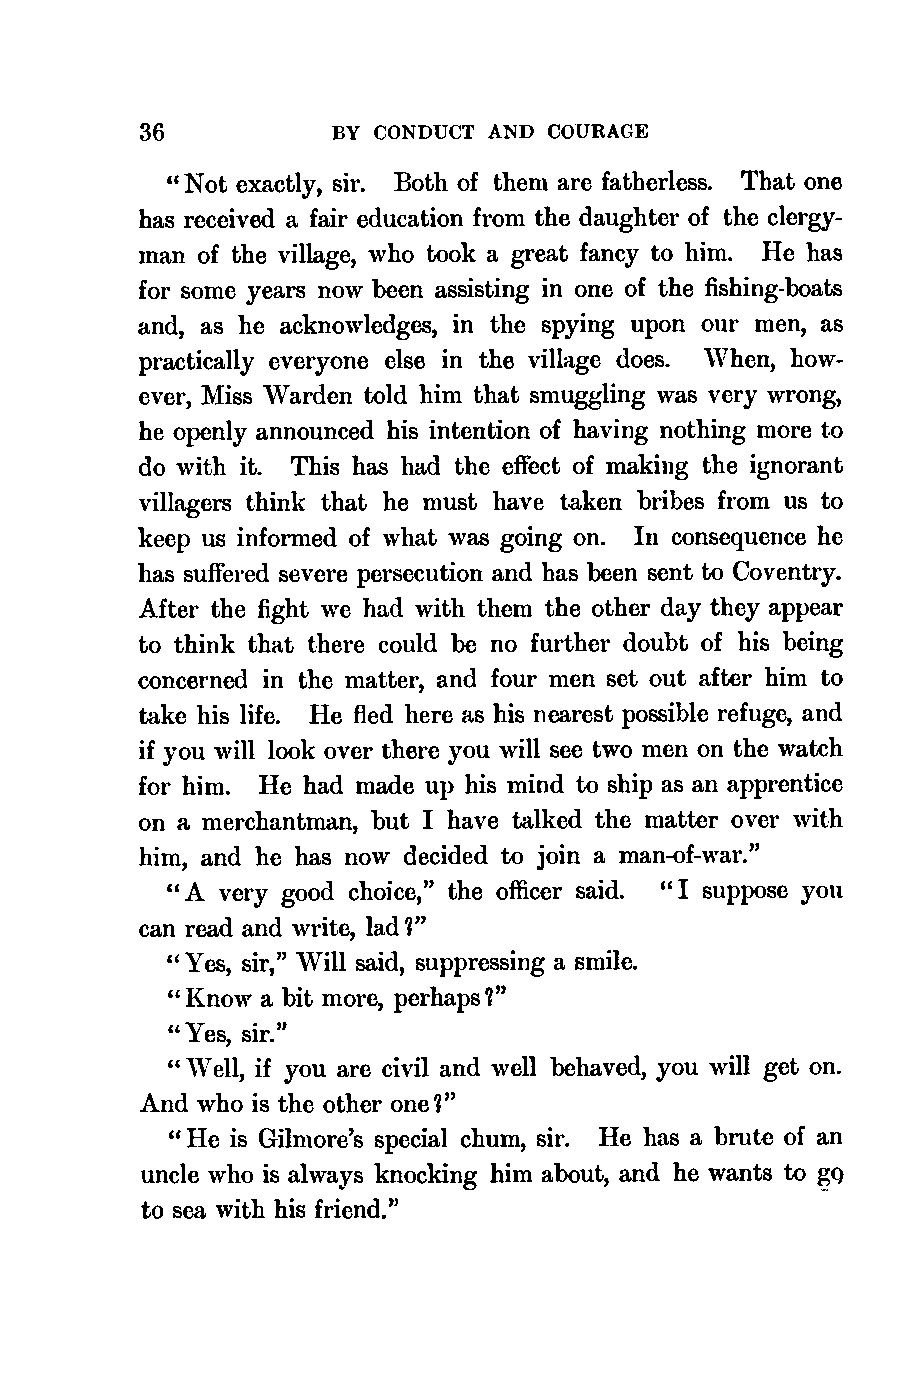 36 BY CONDUCT AND COURAGE
“Not exactly, sir. Both of them are fatherless. That one
has received a fair education from the daughter of the clergy-
man of the village, who took a great fancy to him. He has
for some years now been assisting in one of the fishing-boats
and, as he acknowledges, in the spying upon our men, as
practically everyone else in the village does. When, how-
ever, Miss Warden told him that smuggling was very wrong,
he openly announced his intention of having nothing more to
do with it. This has had the effect of making the ignorant
villagers think that he must have taken bribes from us to
keep us informed of what was going on. In consequence he
has suffered severe persecution and has been sent to Coventry.
After the fight we had with them the other day they appear
to think that there could be no further doubt of his being
concerned in the matter, and four men set out after him to
take his life. He fled here as his nearest possible refuge, and
if you will look over there you will see two men on the watch
for him. He had made up his mind to ship as an apprentice
on a merchantman, but I have talked the matter over with
him, and he has now decided to join a man-of-war.”
“A very good choice,” the officer said. “I suppose you
can read and write, lad?”
“Yes, sir,” Will said, suppressing a smile.
“Know a bit more, perhaps?”
“Yes, sir.”
“Well, if you are civil and well behaved, you will get on.
And who is the other one?”
“He is Gilmore’s special chum, sir. He has a brute of an
uncle who is always knocking him about, and he wants to go
to sea with his friend.”